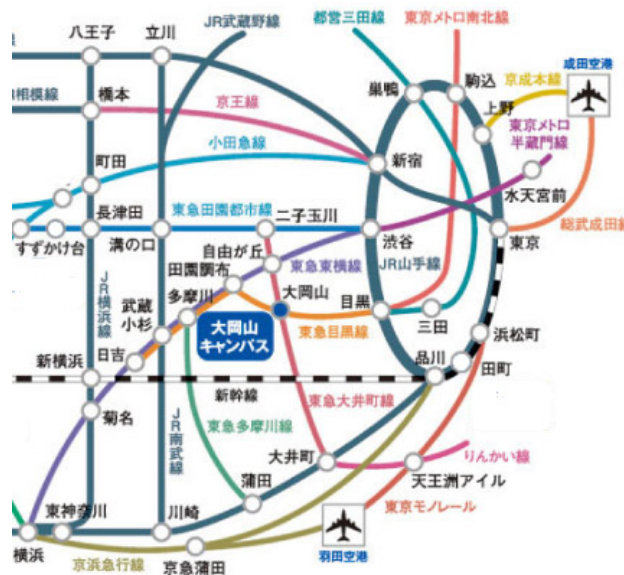 八王子
立川
JR武蔵野線
都営三田線
東京メトロ南北線
成田空港
相模線
橋本
京王線
巣鴨
駒込
京成本線
上野
東京メトロ
半蔵門線
小田急線
町田
新宿
水天宮前
長津田
東急田園都市線
二子玉川
すずかけ台
溝の口
渋谷
東京
総武成田線
自由が丘
東急東横線
JR山手線
田園調布
多摩川
大岡山
目黒
三田
JR横浜線
武蔵
小杉
大岡山
キャンパス
東急目黒線
浜松町
新横浜
日吉
品川
田町
新幹線
菊名
JR南武線
東急多摩川線
東急大井町線
大井町
りんかい線
蒲田
天王洲アイル
東神奈川
川崎
東京モノレール
横浜
京浜急行線
京急蒲田
羽田空港